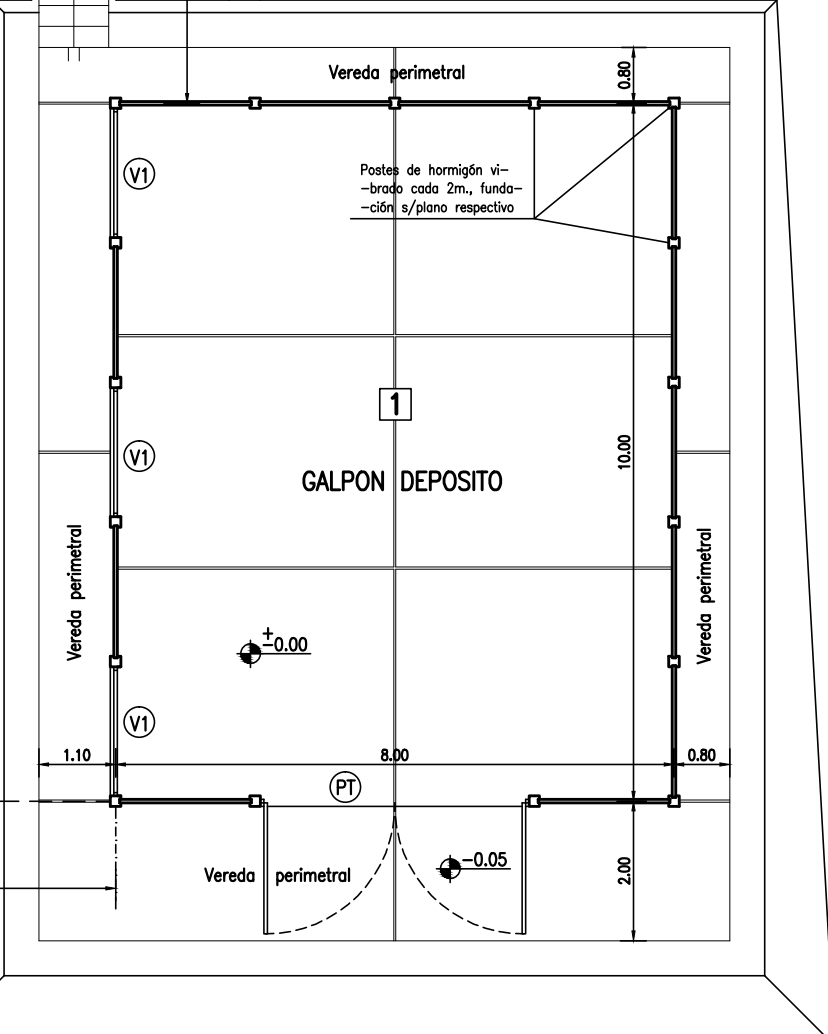 Vereda perimetral
0.80
V1
Postes de hormigón vi-
-brado cada 2m., funda-
-ción s/plano respectivo
1
V1
10.00
GALPON DEPOSITO
Vereda perimetral
Vereda perimetral
+
-0.00
V1
1.10
8.00
0.80
PT
-0.05
2.00
Vereda perimetral